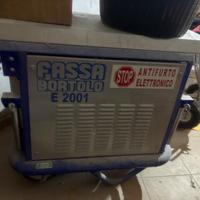 FASSA
BORTOLO
E 2001
STOP
ANTIFURTO
ELETTRONICO